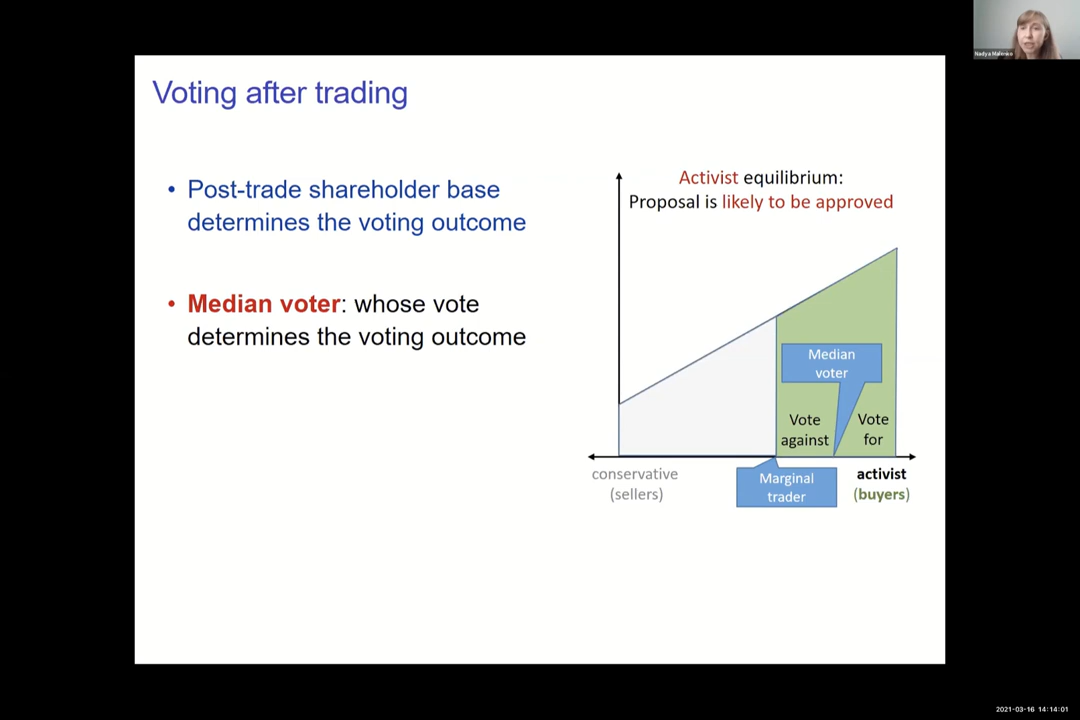 Nadya Malenko
Voting after trading
• Post-trade shareholder base
determines the voting outcome
• Median voter: whose vote
determines the voting outcome
Activist equilibrium:
Proposal is likely to be approved
Median
voter
Vote
against
Vote
for
conservative
(sellers)
Marginal
trader
activist
(buyers)
2021-03-16 14:14:01